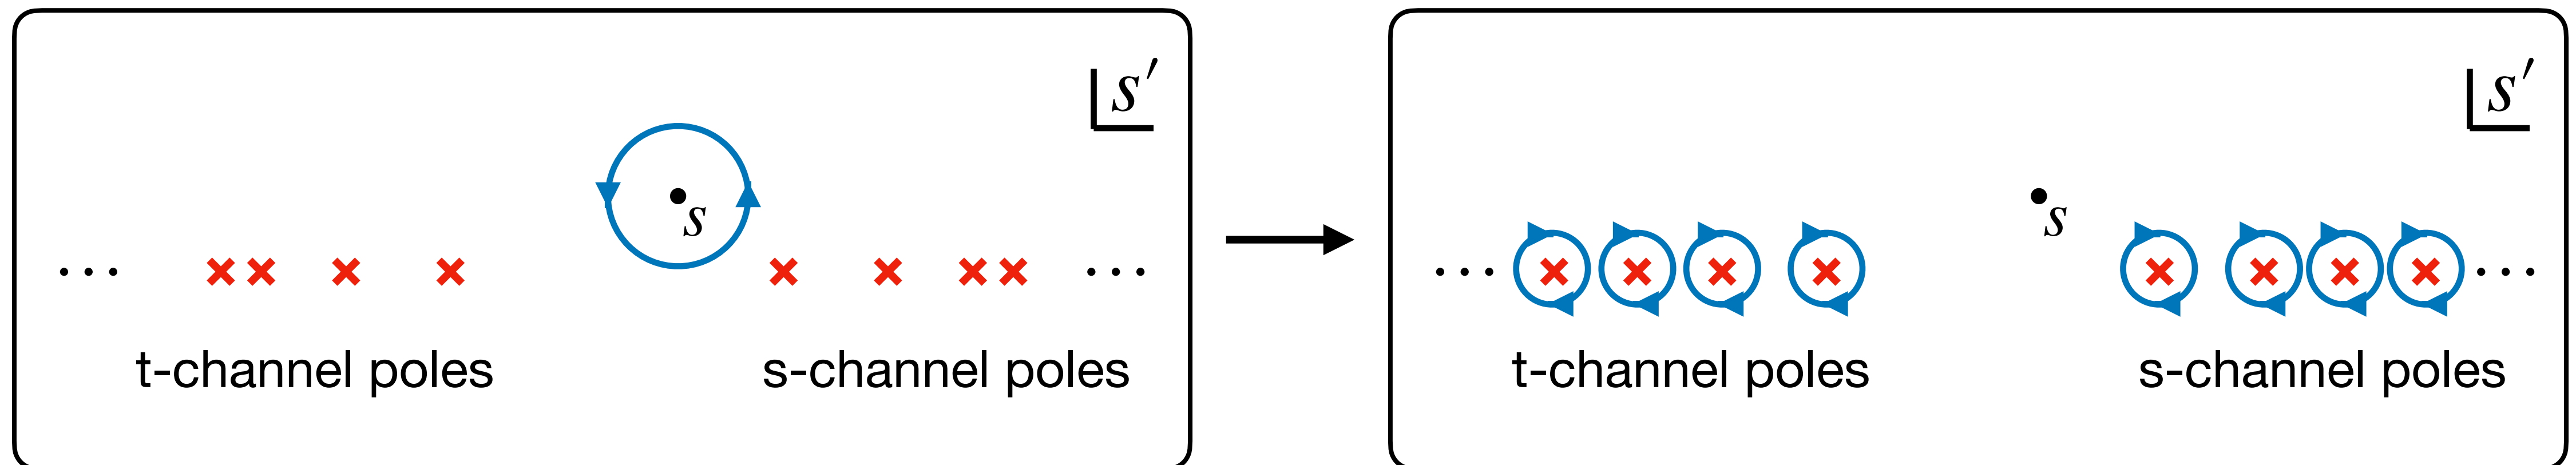 s′
s
...
...
t-channel poles
s-channel poles
s′
s
...
...
t-channel poles
s-channel poles